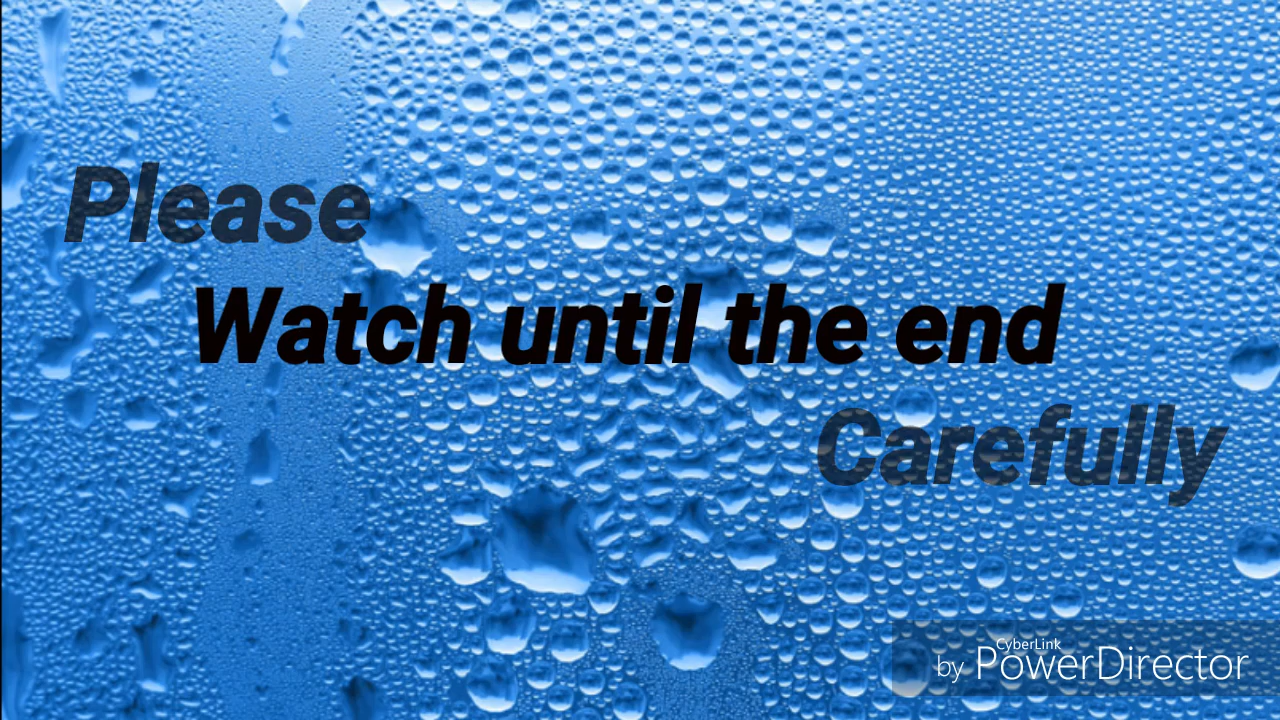 Please
Watch until the end
Carefully
CyberLink
by PowerDirector